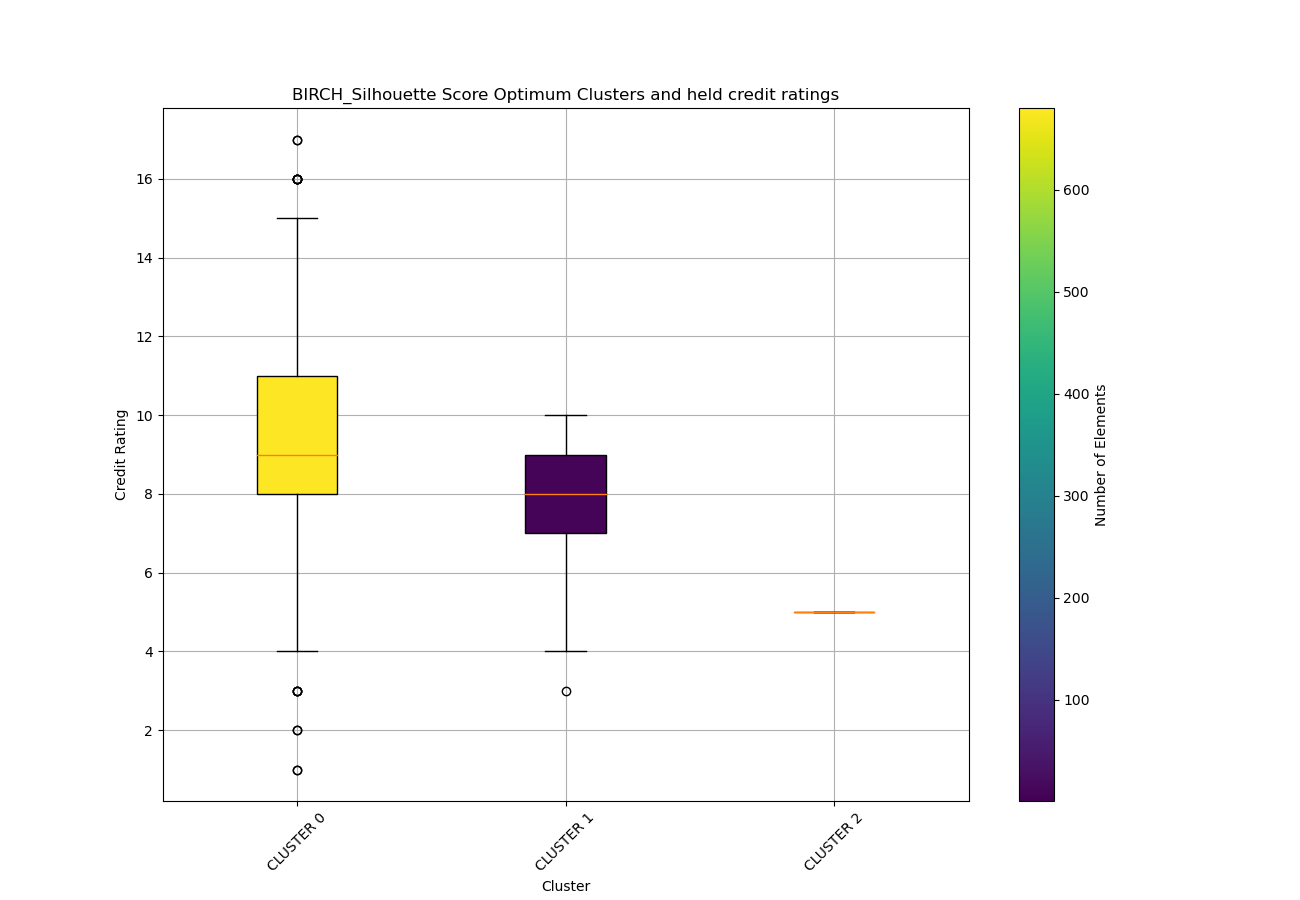 BIRCH_Silhouette Score Optimum Clusters and held credit ratings
16
14
12
10
8
6
4
2
Credit Rating
CLUSTER 0
CLUSTER 1
CLUSTER 2
Cluster
600
500
400
300
200
100
Number of Elements